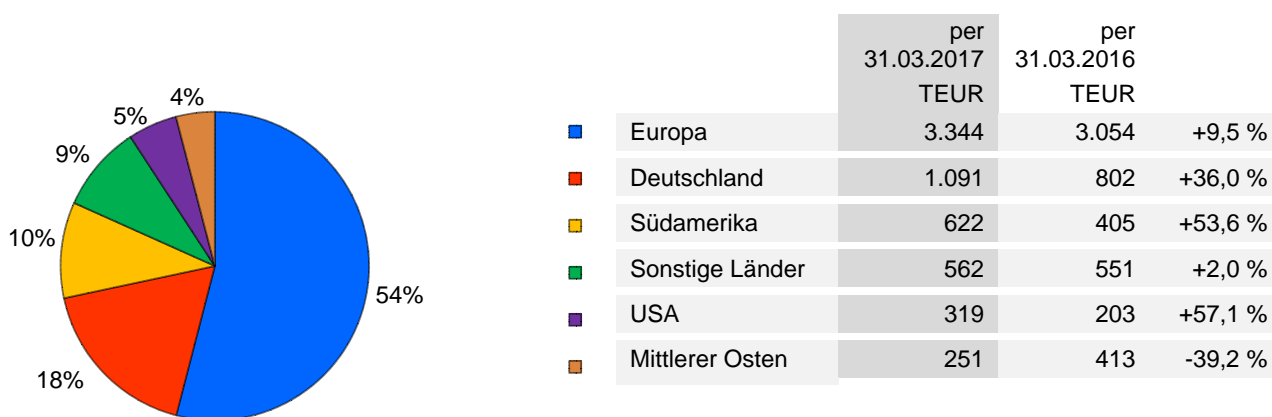 4%
5%
9%
10%
18%
54%
per per
31.03.2017 31.03.2016
TEUR TEUR
Europa 3.344 3.054 +9,5 %
Deutschland 1.091 802 +36,0 %
Südamerika 622 405 +53,6 %
Sonstige Länder 562 551 +2,0 %
USA 319 203 +57,1 %
Mittlerer Osten 251 413 -39,2 %